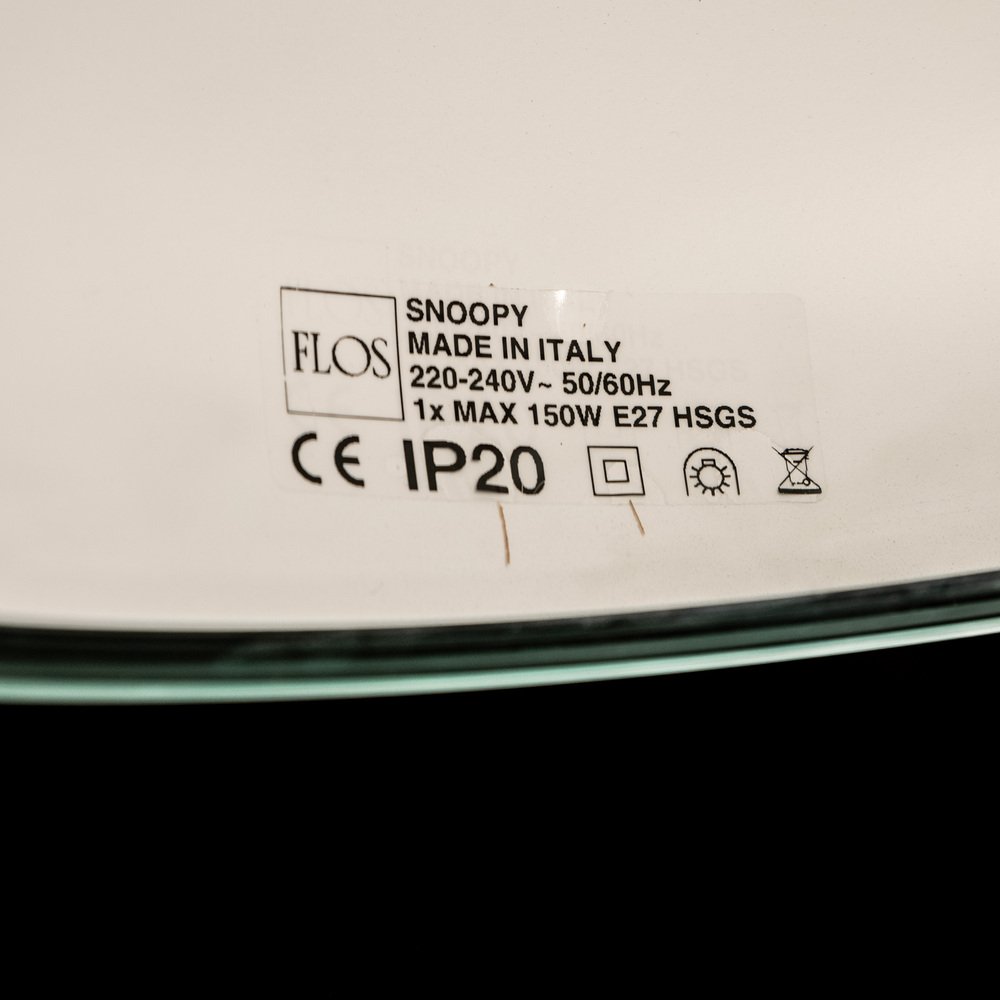 FLOS
SNOOPY
MADE IN ITALY
220-240V~ 50/60Hz
1x MAX 150W E27 HSGS
CE IP20